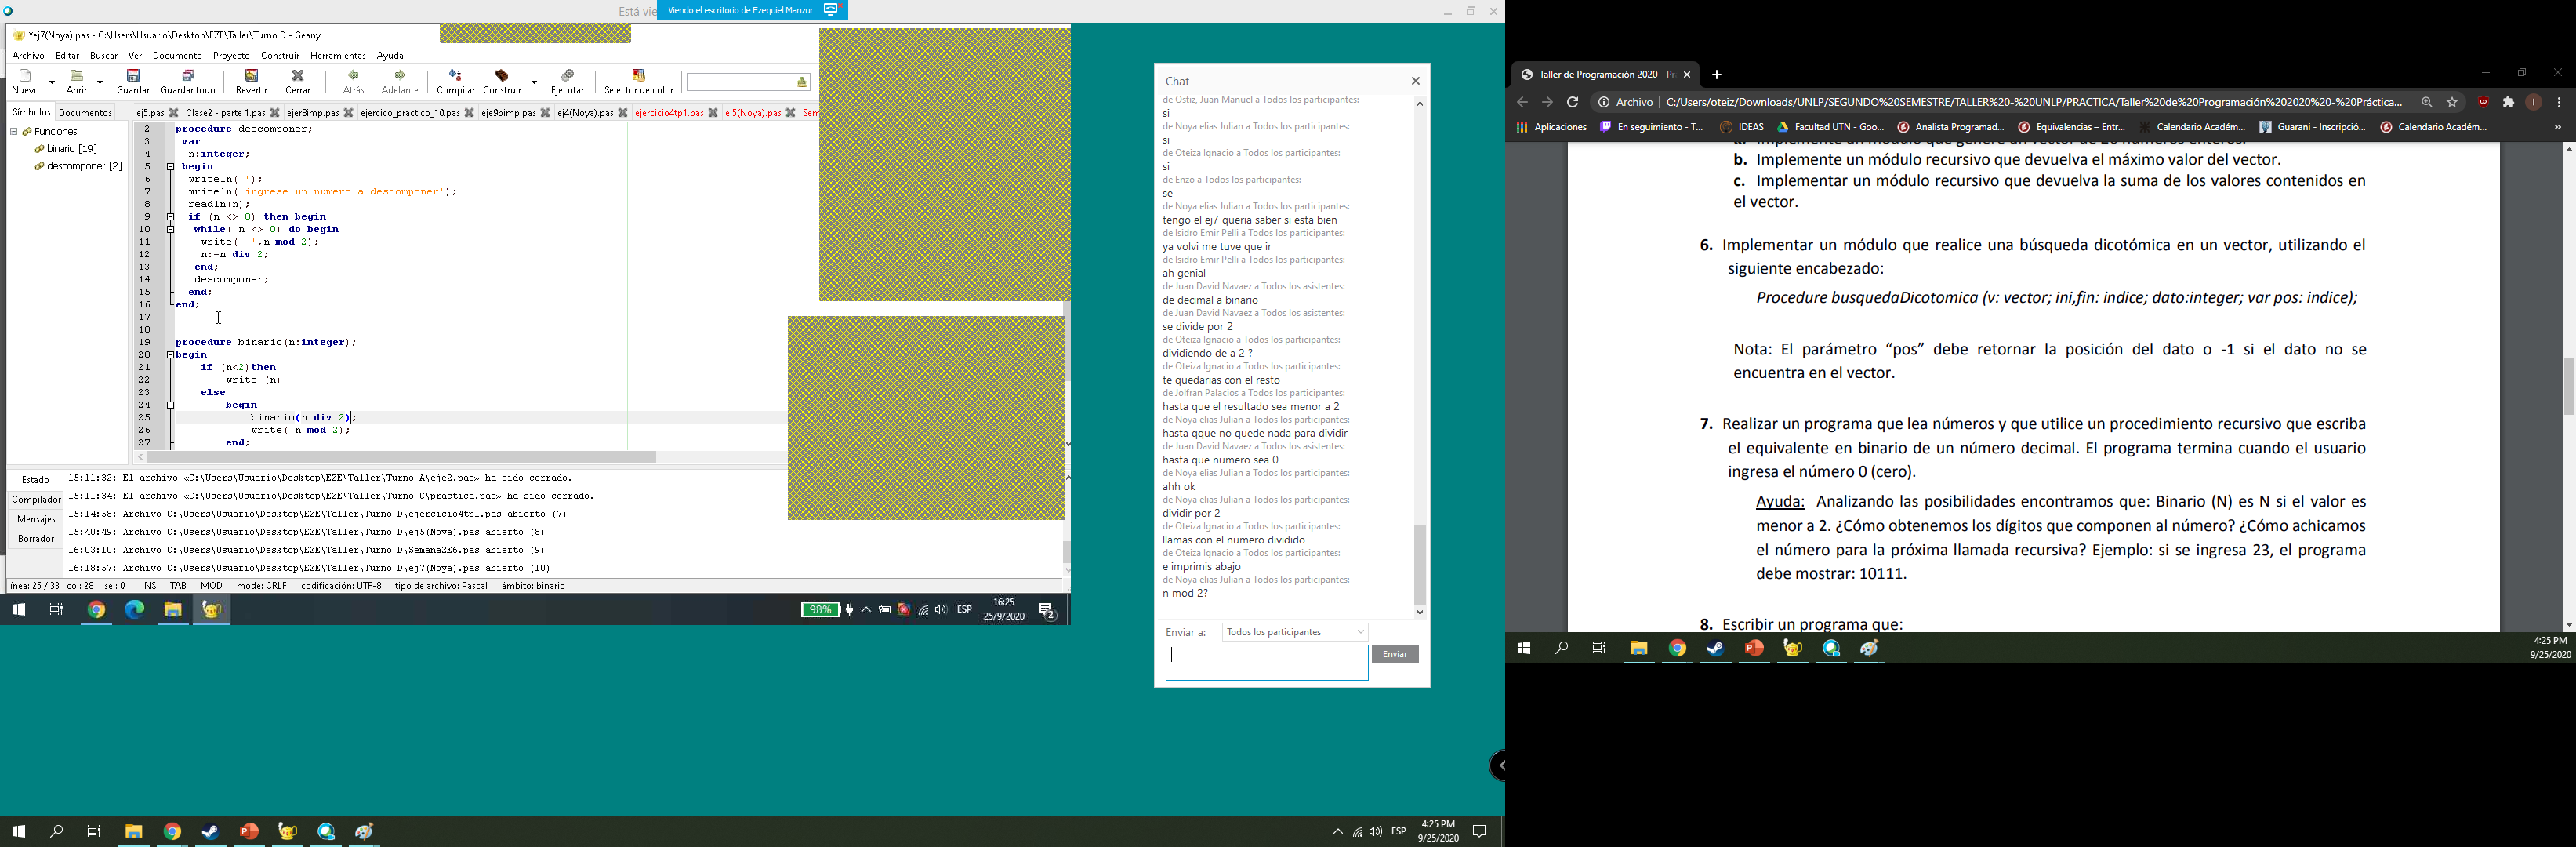 Está vie
Viendo el escritorio de Ezequiel Manzur
*ej7(Noya).pas - C:\Users\Usuario\Desktop\EZE\Taller\Turno D - Geany
Archivo Editar Buscar Ver Documento Proyecto Construir Herramientas Ayuda
Nuevo Abrir Guardar Guardar todo Revertir Cerrar Atrás Adelante Compilar Construir Ejecutar Selector de color
Símbolos Documentos
ej5.pas Clase2 - parte 1.pas ejer8imp.pas ejercico_practico_10.pas eje9pimp.pas ej4(Noya).pas ejercicio4tp1.pas ej5(Noya).pas Sem
Funciones
binario [19]
descomponer [2]
2 procedure descomponer;
3 var
4 n:integer;
5 begin
6 writeln('');
7 writeln('ingrese un numero a descomponer');
8 readln(n);
9 if (n <> 0) then begin
10 while( n <> 0) do begin
11 write(' ',n mod 2);
12 n:=n div 2;
13 end;
14 descomponer;
15 end;
16 end;
17
18
19 procedure binario(n:integer);
20 begin
21 if (n<2)then
22 write (n)
23 else
24 begin
25 binario(n div 2);
26 write( n mod 2);
27 end;
Estado
Compilador
Mensajes
Borrador
15:11:32: El archivo «C:\Users\Usuario\Desktop\EZE\Taller\Turno A\eje2.pas» ha sido cerrado.
15:11:34: El archivo «C:\Users\Usuario\Desktop\EZE\Taller\Turno C\practica.pas» ha sido cerrado.
15:14:58: Archivo C:\Users\Usuario\Desktop\EZE\Taller\Turno D\ejercicio4tp1.pas abierto (7)
15:40:49: Archivo C:\Users\Usuario\Desktop\EZE\Taller\Turno D\ej5(Noya).pas abierto (8)
16:03:10: Archivo C:\Users\Usuario\Desktop\EZE\Taller\Turno D\Semana2E6.pas abierto (9)
16:18:57: Archivo C:\Users\Usuario\Desktop\EZE\Taller\Turno D\ej7(Noya).pas abierto (10)
línea: 25 / 33 col: 28 sel: 0 INS TAB MOD mode: CRLF codificación: UTF-8 tipo de archivo: Pascal ámbito: binario
98% ESP 16:25
25/9/2020 2
Chat
de Ostiz, Juan Manuel a Todos los participantes:
si
de Noya elias Julian a Todos los participantes:
si
de Oteiza Ignacio a Todos los participantes:
si
de Enzo a Todos los participantes:
se
de Noya elias Julian a Todos los participantes:
tengo el ej7 queria saber si esta bien
de Isidro Emir Pelli a Todos los participantes:
ya volvi me tuve que ir
de Isidro Emir Pelli a Todos los participantes:
ah genial
de Juan David Navaez a Todos los asistentes:
de decimal a binario
de Juan David Navaez a Todos los asistentes:
se divide por 2
de Oteiza Ignacio a Todos los participantes:
dividiendo de a 2 ?
de Oteiza Ignacio a Todos los participantes:
te quedarias con el resto
de Jolfran Palacios a Todos los participantes:
hasta que el resultado sea menor a 2
de Noya elias Julian a Todos los participantes:
hasta qque no quede nada para dividir
de Juan David Navaez a Todos los asistentes:
hasta que numero sea 0
de Noya elias Julian a Todos los participantes:
ahh ok
de Noya elias Julian a Todos los participantes:
dividir por 2
de Oteiza Ignacio a Todos los participantes:
llamas con el numero dividido
de Oteiza Ignacio a Todos los participantes:
e imprimis abajo
de Noya elias Julian a Todos los participantes:
n mod 2?
Enviar a: Todos los participantes
Enviar
ESP 4:25 PM
9/25/2020
Taller de Programación 2020 - Pr
Archivo C:/Users/oteiz/Downloads/UNLP/SEGUNDO%20SEMESTRE/TALLER%20-%20UNLP/PRACTICA/Taller%20de%20Programación%202020%20-%20Práctica...
Aplicaciones En seguimiento - T... IDEAS Facultad UTN - Goo... Analista Programad... Equivalencias – Entr... Calendario Académ... Guarani - Inscripció... Calendario Académ... »
a. Implemente un módulo que genere un vector de 20 números enteros.
b. Implemente un módulo recursivo que devuelva el máximo valor del vector.
c. Implementar un módulo recursivo que devuelva la suma de los valores contenidos en
el vector.
6. Implementar un módulo que realice una búsqueda dicotómica en un vector, utilizando el
siguiente encabezado:
Procedure busquedaDicotomica (v: vector; ini,fin: indice; dato:integer; var pos: indice);
Nota: El parámetro “pos” debe retornar la posición del dato o -1 si el dato no se
encuentra en el vector.
7. Realizar un programa que lea números y que utilice un procedimiento recursivo que escriba
el equivalente en binario de un número decimal. El programa termina cuando el usuario
ingresa el número 0 (cero).
Ayuda: Analizando las posibilidades encontramos que: Binario (N) es N si el valor es
menor a 2. ¿Cómo obtenemos los dígitos que componen al número? ¿Cómo achicamos
el número para la próxima llamada recursiva? Ejemplo: si se ingresa 23, el programa
debe mostrar: 10111.
8. Escribir un programa que:
4:25 PM
9/25/2020